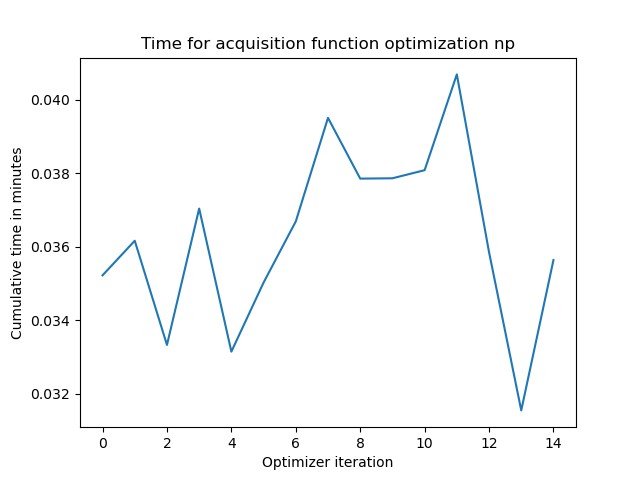 Time for acquisition function optimization np
Cumulative time in minutes
0.040
0.038
0.036
0.034
0.032
0 2 4 6 8 10 12 14
Optimizer iteration